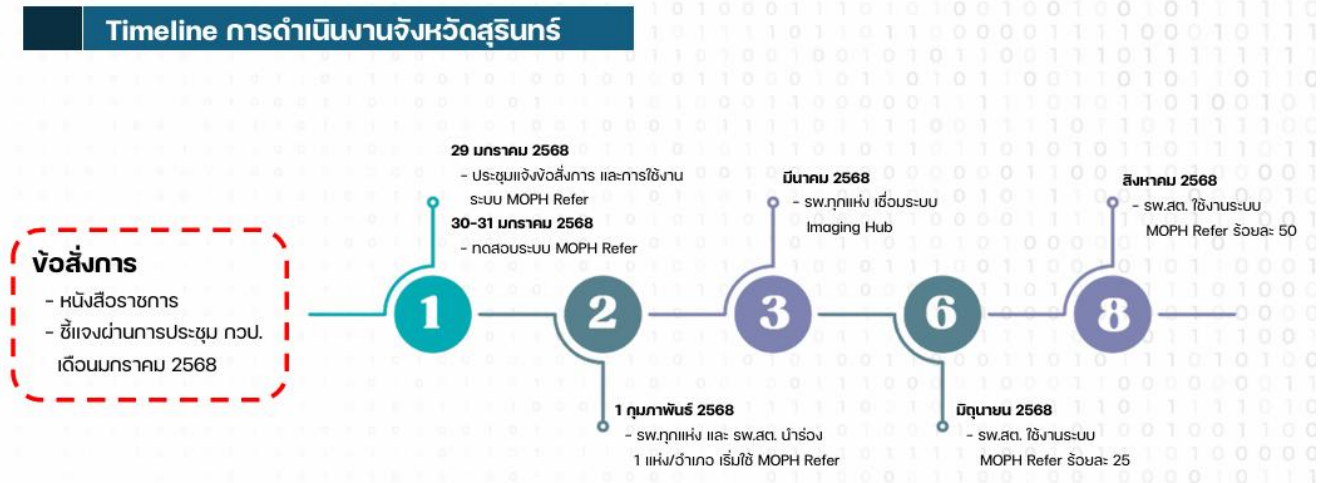 Timeline การดำเนินงานจังหวัดสุรินทร์
ข้อสั่งการ
- หนังสือราชการ
- ชี้แจงผ่านการประชุม กวป.
เดือนมกราคม 2568
29 มกราคม 2568
- ประชุมแจ้งข้อสั่งการ และการใช้งาน
ระบบ MOPH Refer
30-31 มกราคม 2568
- ทดสอบระบบ MOPH Refer
1
2
1 กุมภาพันธ์ 2568
- รพ.ทุกแห่ง และ รพ.สต. นำร่อง
1 แห่ง/อำเภอ เริ่มใช้ MOPH Refer
มีนาคม 2568
- รพ.ทุกแห่ง เชื่อมระบบ
Imaging Hub
3
6
มิถุนายน 2568
- รพ.สต. ใช้งานระบบ
MOPH Refer ร้อยละ 25
สิงหาคม 2568
- รพ.สต. ใช้งานระบบ
MOPH Refer ร้อยละ 50
8